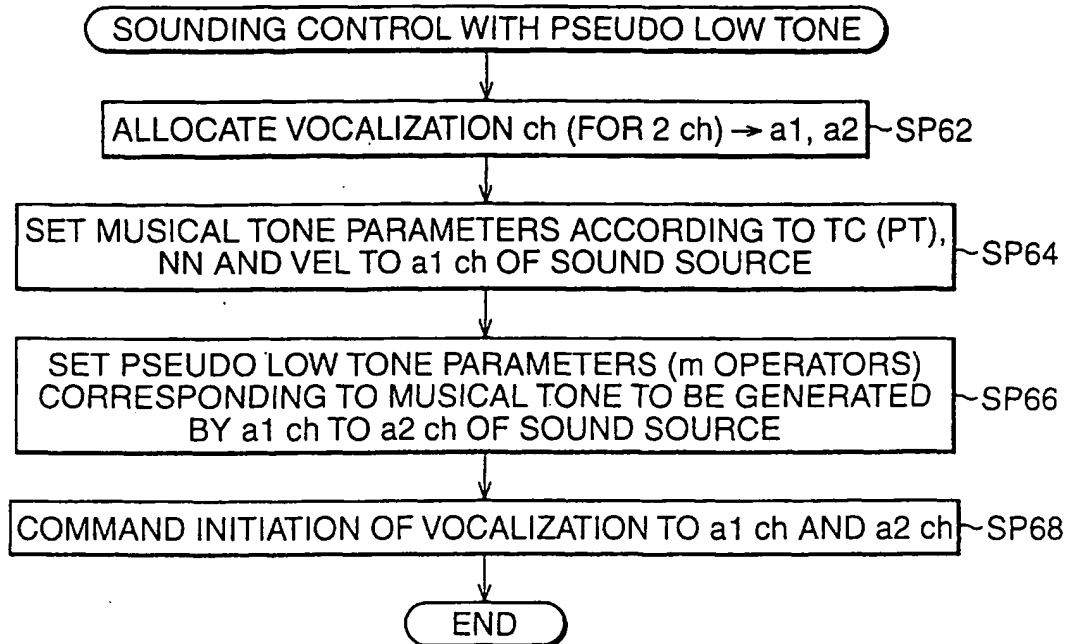 SOUNDING CONTROL WITH PSEUDO LOW TONE
ALLOCATE VOCALIZATION ch (FOR 2 ch) → a1, a2
SP62
SET MUSICAL TONE PARAMETERS ACCORDING TO TC (PT),
NN AND VEL TO a1 ch OF SOUND SOURCE
SP64
SET PSEUDO LOW TONE PARAMETERS (m OPERATORS)
CORRESPONDING TO MUSICAL TONE TO BE GENERATED
BY a1 ch TO a2 ch OF SOUND SOURCE
SP66
COMMAND INITIATION OF VOCALIZATION TO a1 ch AND a2 ch
SP68
END